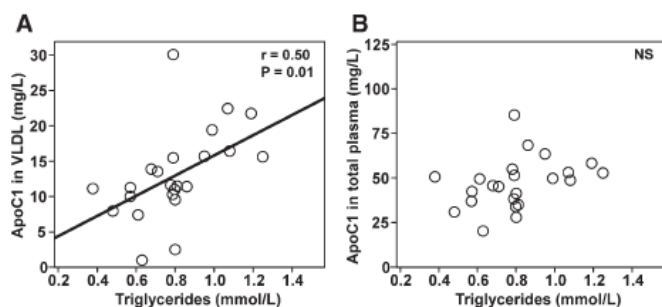 A
r = 0.50
P = 0.01
ApoC1 in VLDL (mg/L)
30
25
20
15
10
5
0
0.2 0.4 0.6 0.8 1.0 1.2 1.4
Triglycerides (mmol/L)
B
NS
ApoC1 in total plasma (mg/L)
125
100
75
50
25
0
0.2 0.4 0.6 0.8 1.0 1.2 1.4
Triglycerides (mmol/L)